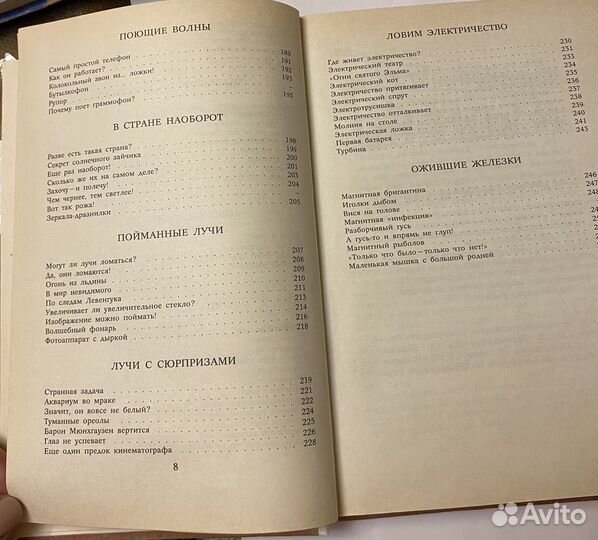 ПОЮЩИЕ ВОЛНЫ
Самый простой телефон 189
Как он работает? 191
Колокольный звон из... ложки! 192
Бутылкофон 193
Рупор –
Почему поет граммофон? 195
В СТРАНЕ НАОБОРОТ
Разве есть такая страна? 198
Секрет солнечного зайчика 199
Еще раз наоборот! 200
Сколько же их на самом деле? 201
Захочу — и полечу! 203
Чем чернее, тем светлее! 204
Вот так рожа! –
Зеркала-дразнилки 205
ПОЙМАННЫЕ ЛУЧИ
Могут ли лучи ломаться? 207
Да, они ломаются! 208
Огонь из льдины 209
В мир невидимого 210
По следам Левенгука 211
Увеличивает ли увеличительное стекло? 213
Изображение можно поймать! 214
Волшебный фонарь 216
Фотоаппарат с дыркой 218
ЛУЧИ С СЮРПРИЗАМИ
Странная задача 219
Аквариум во мраке 221
Значит, он вовсе не белый? 222
Туманные ореолы 224
Барон Мюнхгаузен вертится 225
Глаз не успевает 226
Еще один предок кинематографа 228
8
ЛОВИМ ЭЛЕКТРИЧЕСТВО
Где живет электричество? 230
Электрический театр 231
«Огни святого Эльма» 233
Электрический кот 234
Электричество притягивает 235
Электрический спрут 236
Электротрусишка 238
Электричество отталкивает 239
Молния на столе 240
Электрическая ложка 241
Первая батарея 243
Турбина
ОЖИВШИЕ ЖЕЛЕЗКИ
Магнитная бригантина 246
Иголки дыбом 247
Вися на голове 248
Магнитная «инфекция»
Разборчивый гусь
А гусь-то и впрямь не глуп!
Магнитный рыболов
«Только что было — только что нет!»
Маленькая мышка с большой родней
Avito